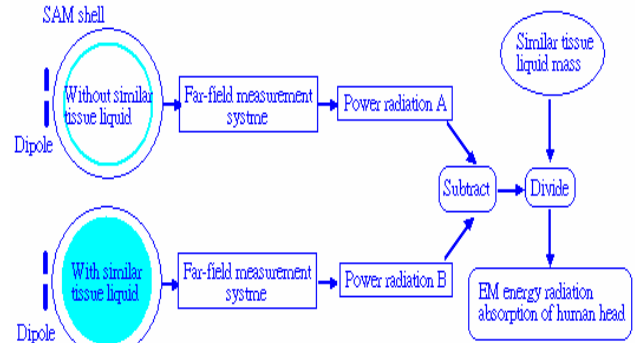 SAM shell
Without similar
tissue liquid
Dipole
Far-field measurement
systme
Power radiation A
Similar tissue
liquid mass
Subtract
Divide
With similar
tissue liquid
Dipole
Far-field measurement
systme
Power radiation B
EM energy radiation
absorption of human head